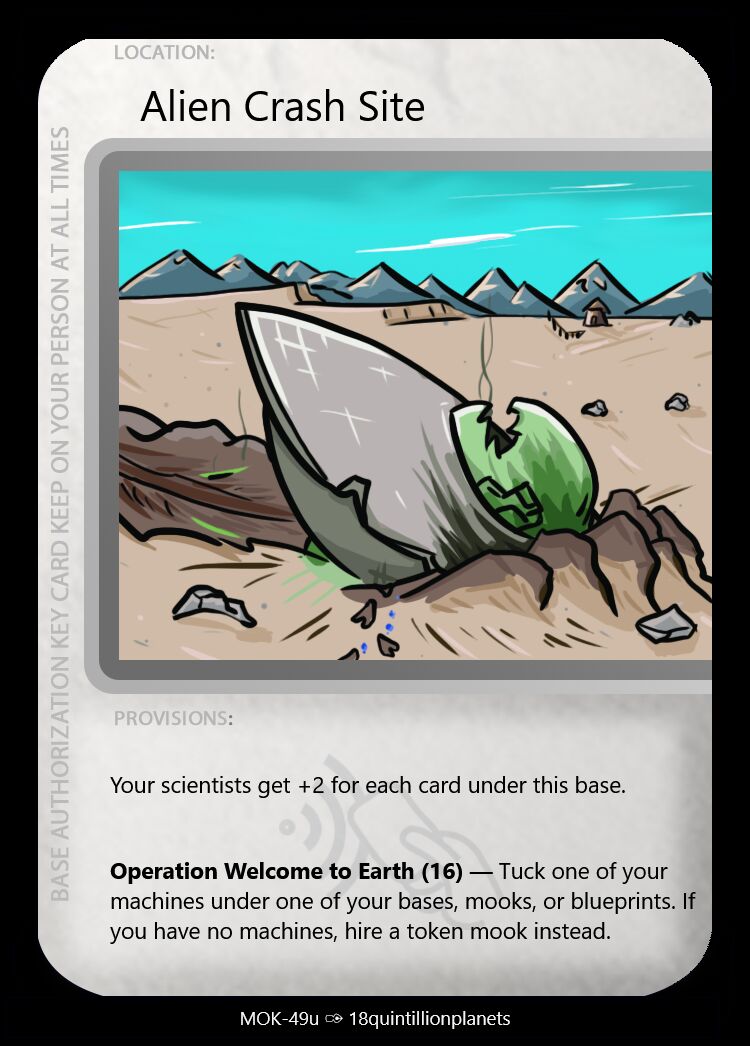 LOCATION:
Alien Crash Site
BASE AUTHORIZATION KEY CARD KEEP ON YOUR PERSON AT ALL TIMES
PROVISIONS:
Your scientists get +2 for each card under this base.
Operation Welcome to Earth (16) — Tuck one of your
machines under one of your bases, mooks, or blueprints. If
you have no machines, hire a token mook instead.
MOK-49u ✑ 18quintillionplanets